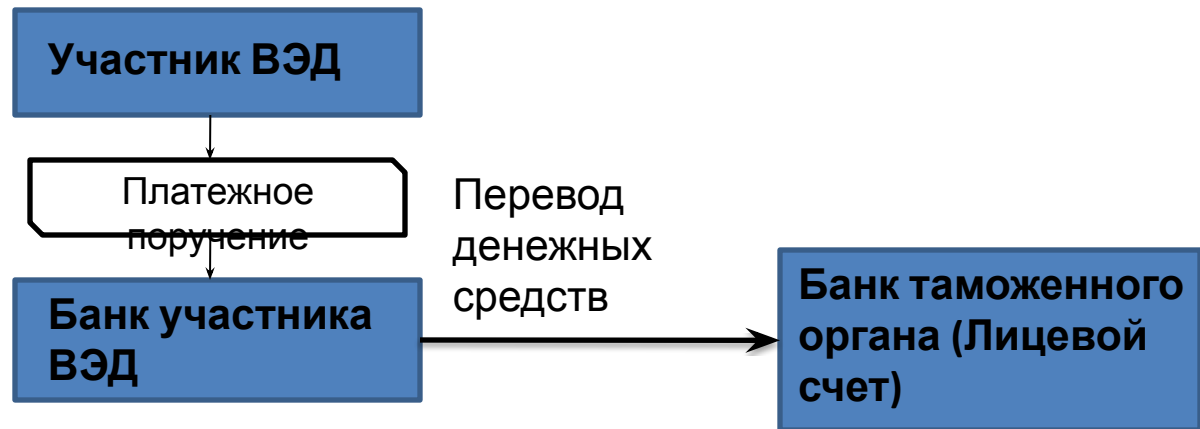 Участник ВЭД
Платежное
поручение
Перевод
денежных
средств
Банк участника
ВЭД
Банк таможенного
органа (Лицевой
счет)